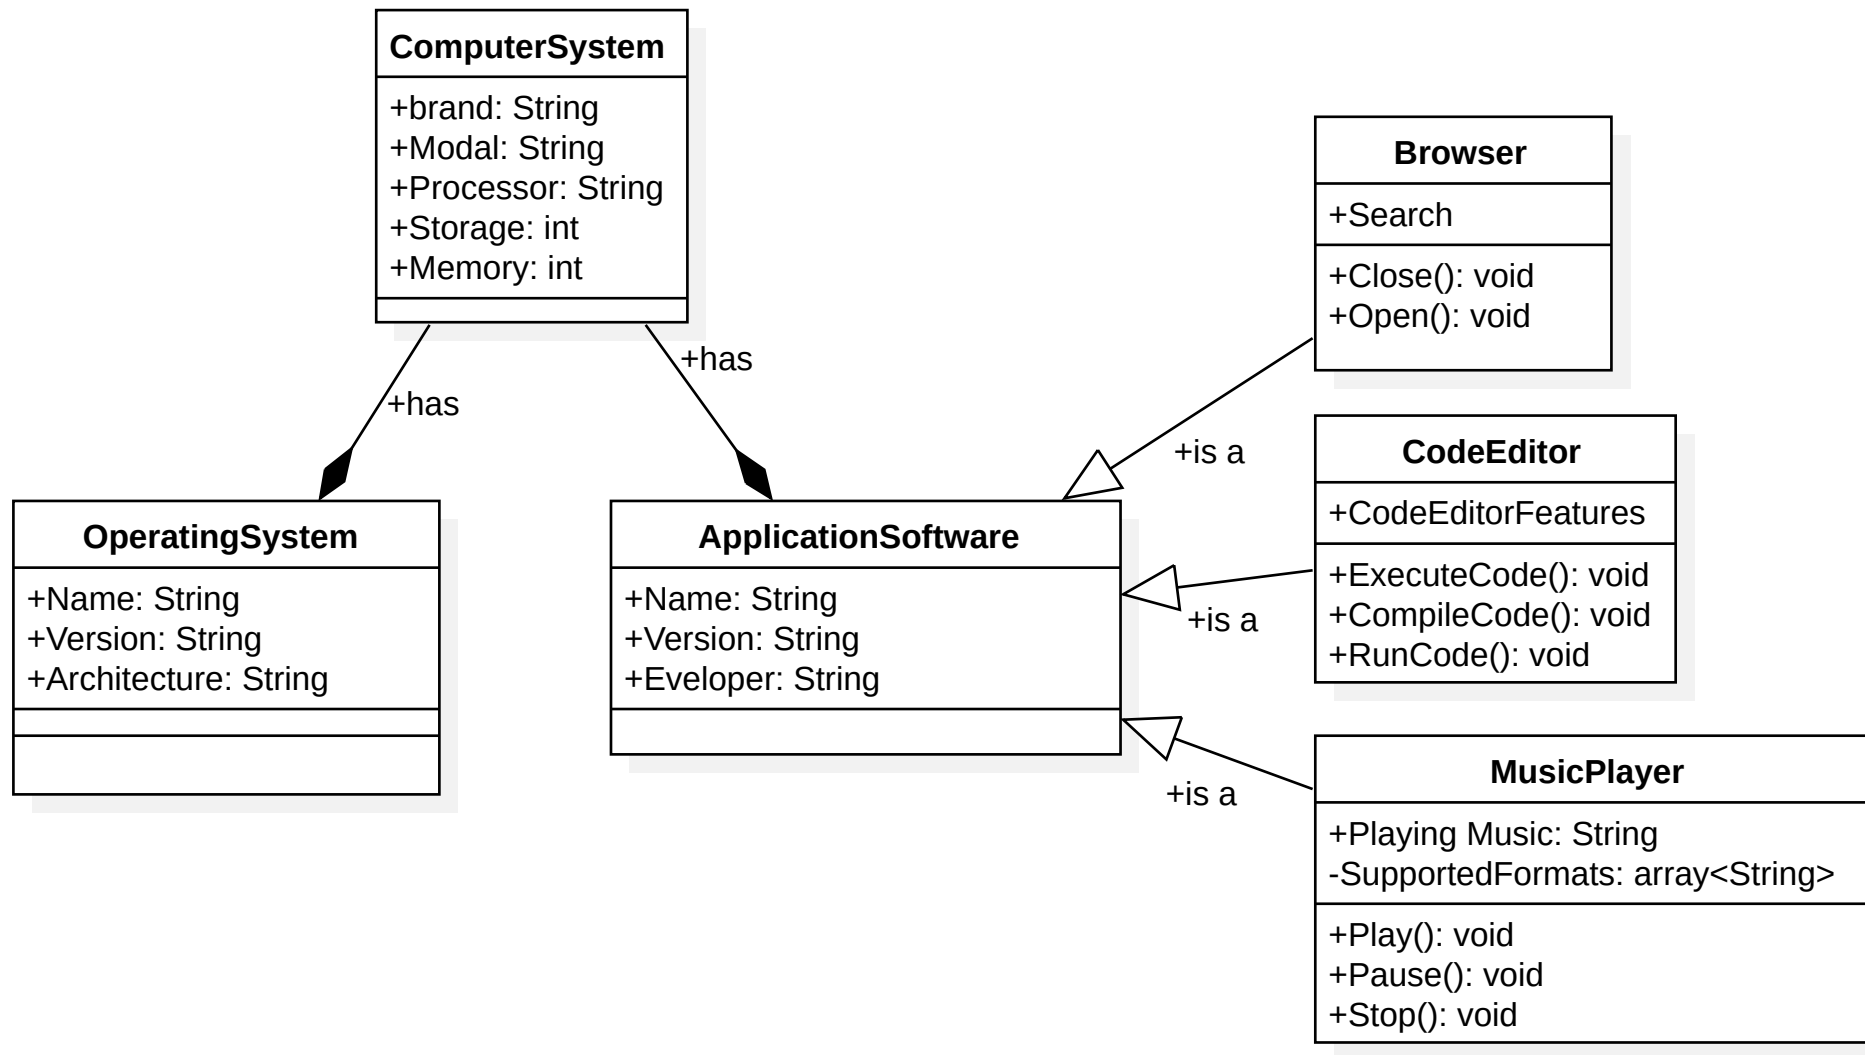 ComputerSystem
+brand: String
+Modal: String
+Processor: String
+Storage: int
+Memory: int
+has
+has
OperatingSystem
+Name: String
+Version: String
+Architecture: String
ApplicationSoftware
+Name: String
+Version: String
+Eveloper: String
Browser
+Search
+Close(): void
+Open(): void
+is a
CodeEditor
+CodeEditorFeatures
+ExecuteCode(): void
+CompileCode(): void
+RunCode(): void
+is a
MusicPlayer
+Playing Music: String
-SupportedFormats: array<String>
+Play(): void
+Pause(): void
+Stop(): void
+is a